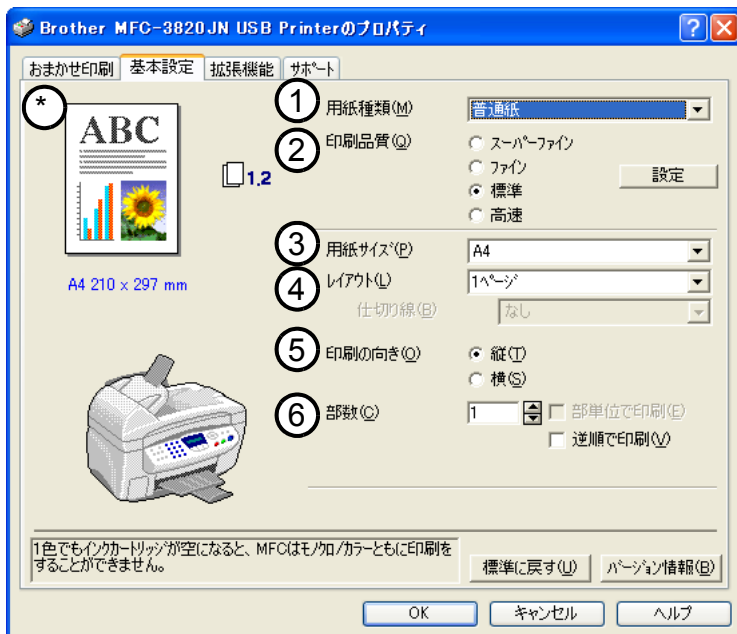 Brother MFC-3820JN USB Printerのプロパティ
おまかせ印刷 基本設定 拡張機能 サポート
*
ABC
1.2
A4 210 x 297 mm
① 用紙種類(M) 普通紙
② 印刷品質(Q) スーパーファイン
ファイン
標準
高速
設定
③ 用紙サイズ(P) A4
④ レイアウト(L) 1ページ
仕切り線(B) なし
⑤ 印刷の向き(O) 縦(T)
横(S)
⑥ 部数(C) 1 部単位で印刷(E)
逆順で印刷(V)
1色でもインクカートリッジが空になると、MFCはモノクロ/カラーともに印刷を
することができません。
標準に戻す(U) バージョン情報(B)
OK キャンセル ヘルプ